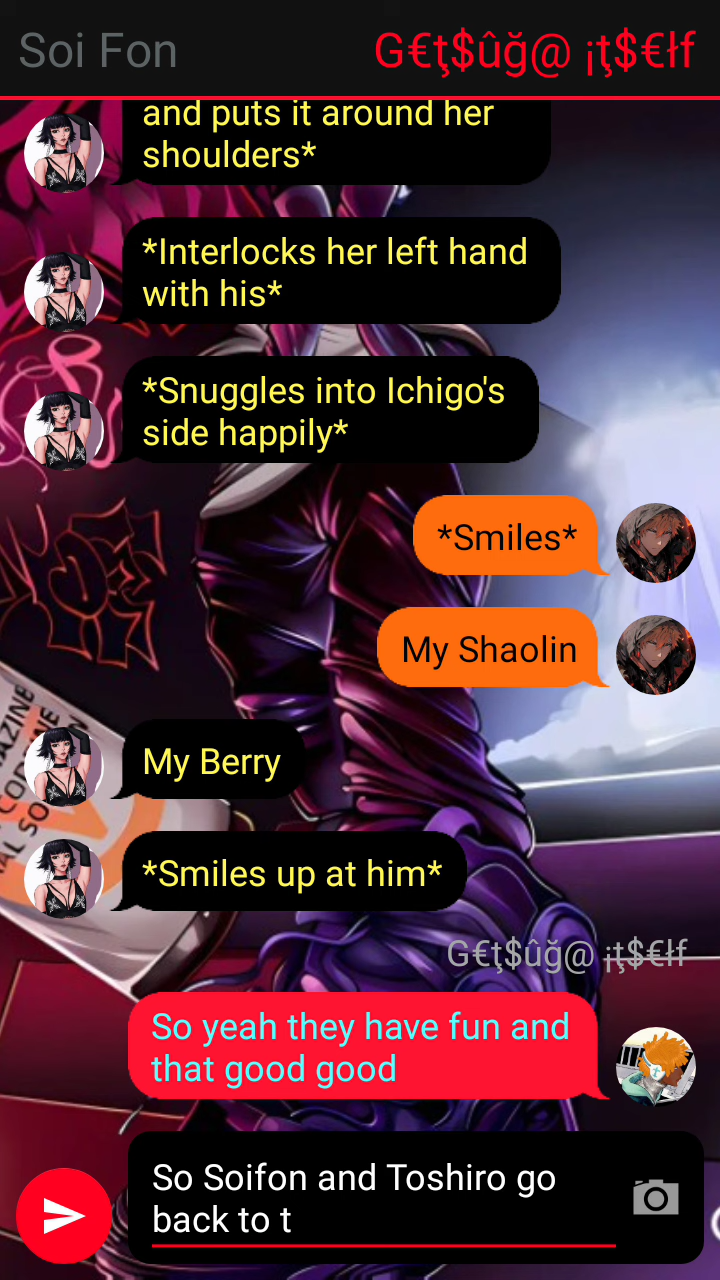 Soi Fon
G€ţ$ûğ@ ¡ţ$€łf
and puts it around her
shoulders*
*Interlocks her left hand
with his*
*Snuggles into Ichigo's
side happily*
*Smiles*
My Shaolin
My Berry
*Smiles up at him*
G€ţ$ûğ@ ¡ţ$€łf
So yeah they have fun and
that good good
So Soifon and Toshiro go
back to t